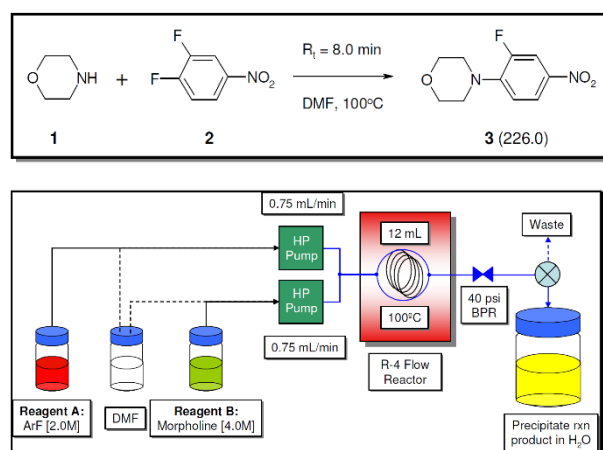 F
F
O
NH
+
NO2
Rt = 8.0 min
DMF, 100ºC
F
O
N
NO2
1
2
3 (226.0)
0.75 mL/min
HP
Pump
HP
Pump
0.75 mL/min
12 mL
100ºC
R-4 Flow
Reactor
40 psi
BPR
Waste
Reagent A:
ArF [2.0M]
DMF
Reagent B:
Morpholine [4.0M]
Precipitate rxn
product in H2O